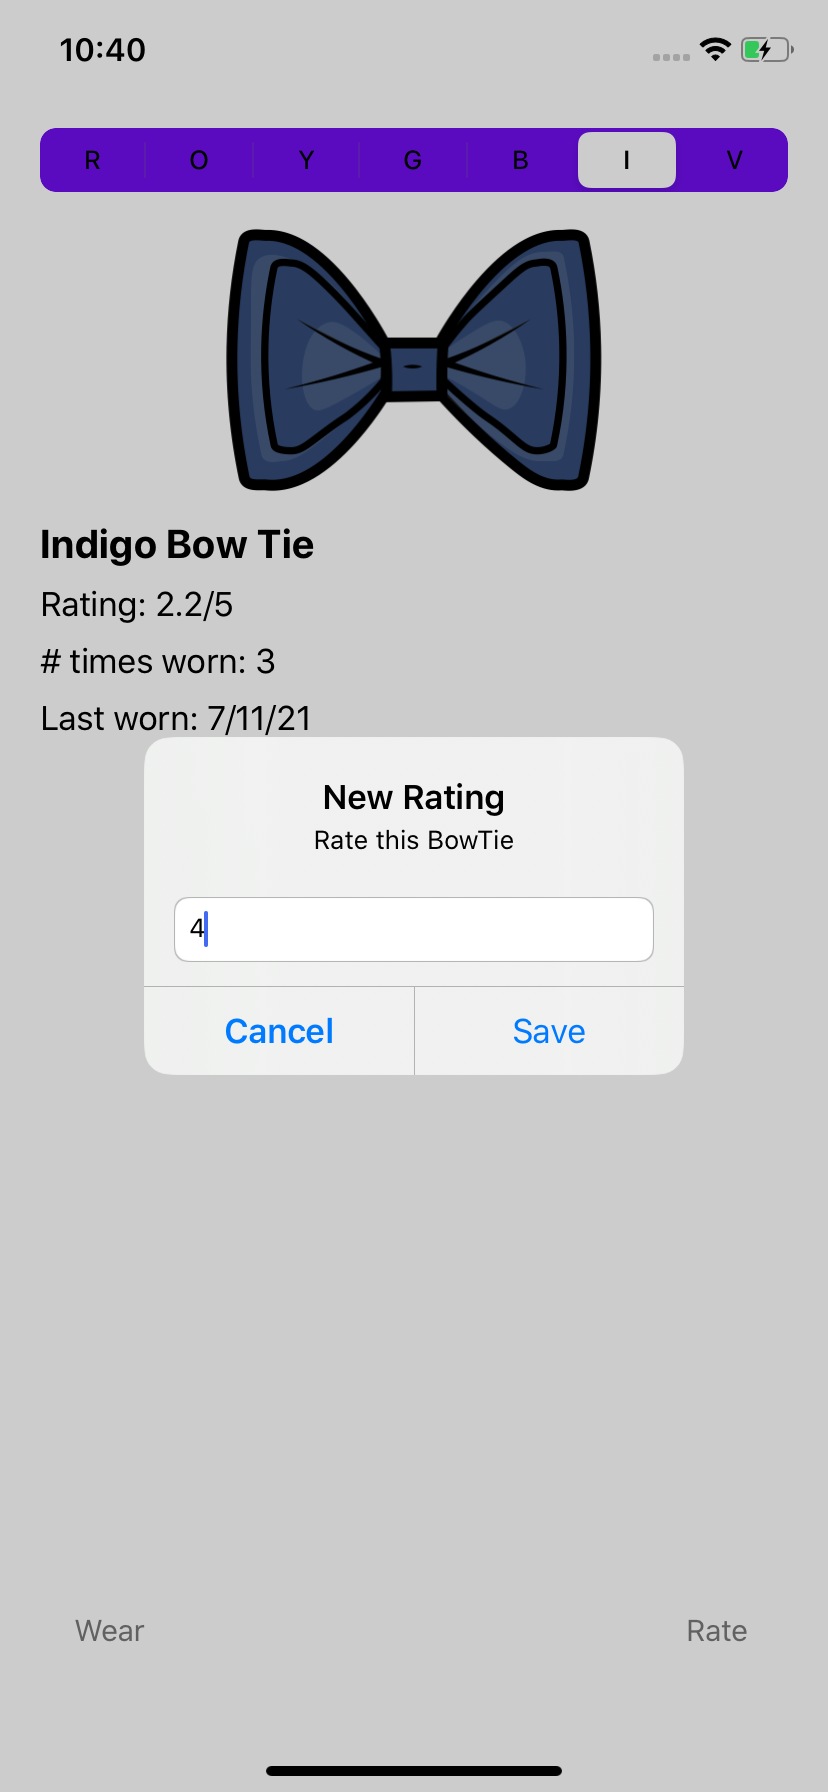 10:40
R O Y G B I V
Indigo Bow Tie
Rating: 2.2/5
# times worn: 3
Last worn: 7/11/21
New Rating
Rate this BowTie
4
Cancel Save
Wear Rate